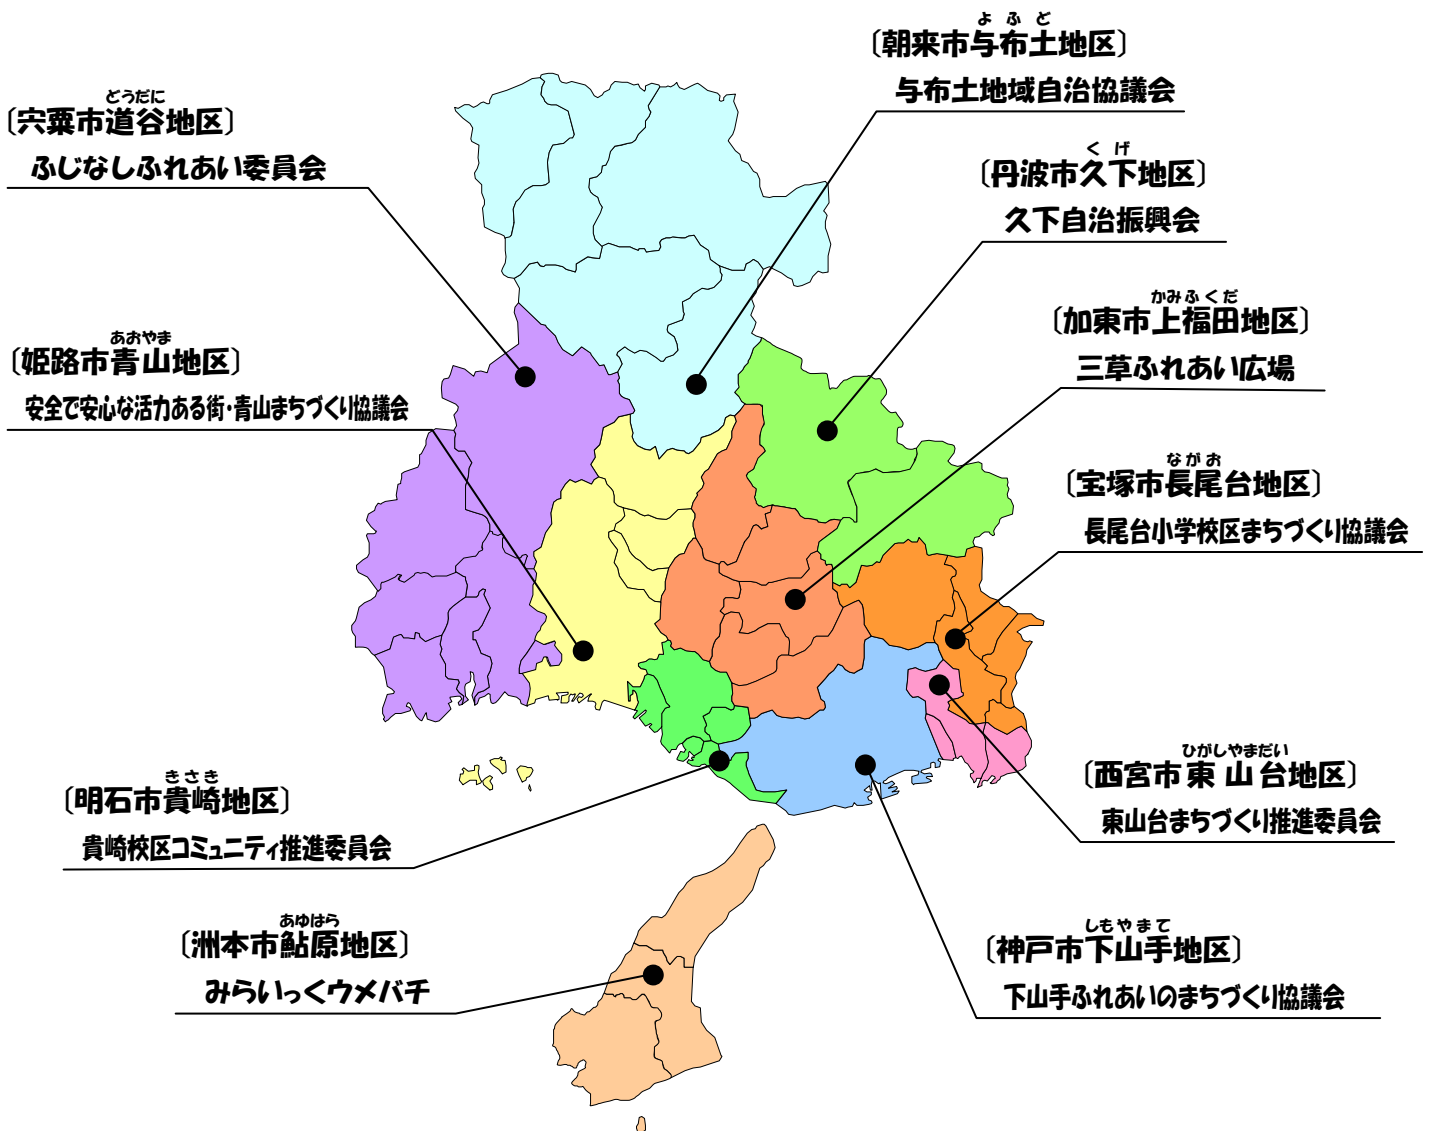 よふど
〔朝来市与布土地区〕
与布土地域自治協議会
どうだに
〔宍粟市道谷地区〕
ふじなしふれあい委員会
くげ
〔丹波市久下地区〕
久下自治振興会
かみふくだ
〔加東市上福田地区〕
三草ふれあい広場
あおやま
〔姫路市青山地区〕
安全で安心な活力ある街・青山まちづくり協議会
ながお
〔宝塚市長尾台地区〕
長尾台小学校区まちづくり協議会
ひがしやまだい
〔西宮市東山台地区〕
東山台まちづくり推進委員会
きさき
〔明石市貴崎地区〕
貴崎校区コミュニティ推進委員会
あゆはら
〔洲本市鮎原地区〕
みらいっくウメバチ
しもやまて
〔神戸市下山手地区〕
下山手ふれあいのまちづくり協議会